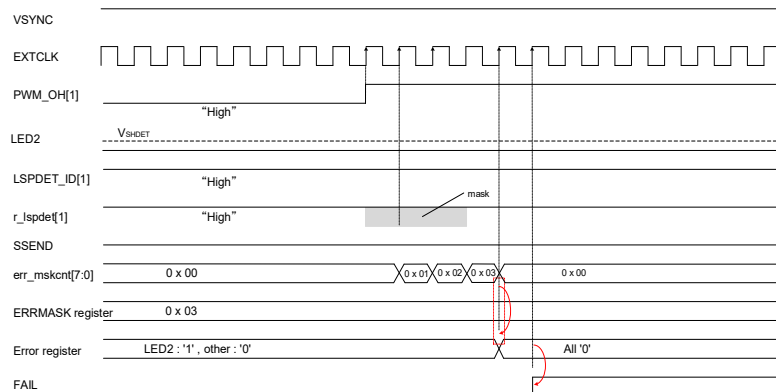 VSYNC
EXTCLK
PWM_OH[1]
“High”
LED2
VSHDET
LSPDET_ID[1]
“High”
mask
r_lspdet[1]
“High”
SSEND
err_mskcnt[7:0]
0 x 00
0 x 01
0 x 02
0 x 03
0 x 00
ERRMASK register
0 x 03
Error register
LED2 : '1' , other : '0'
All '0'
FAIL